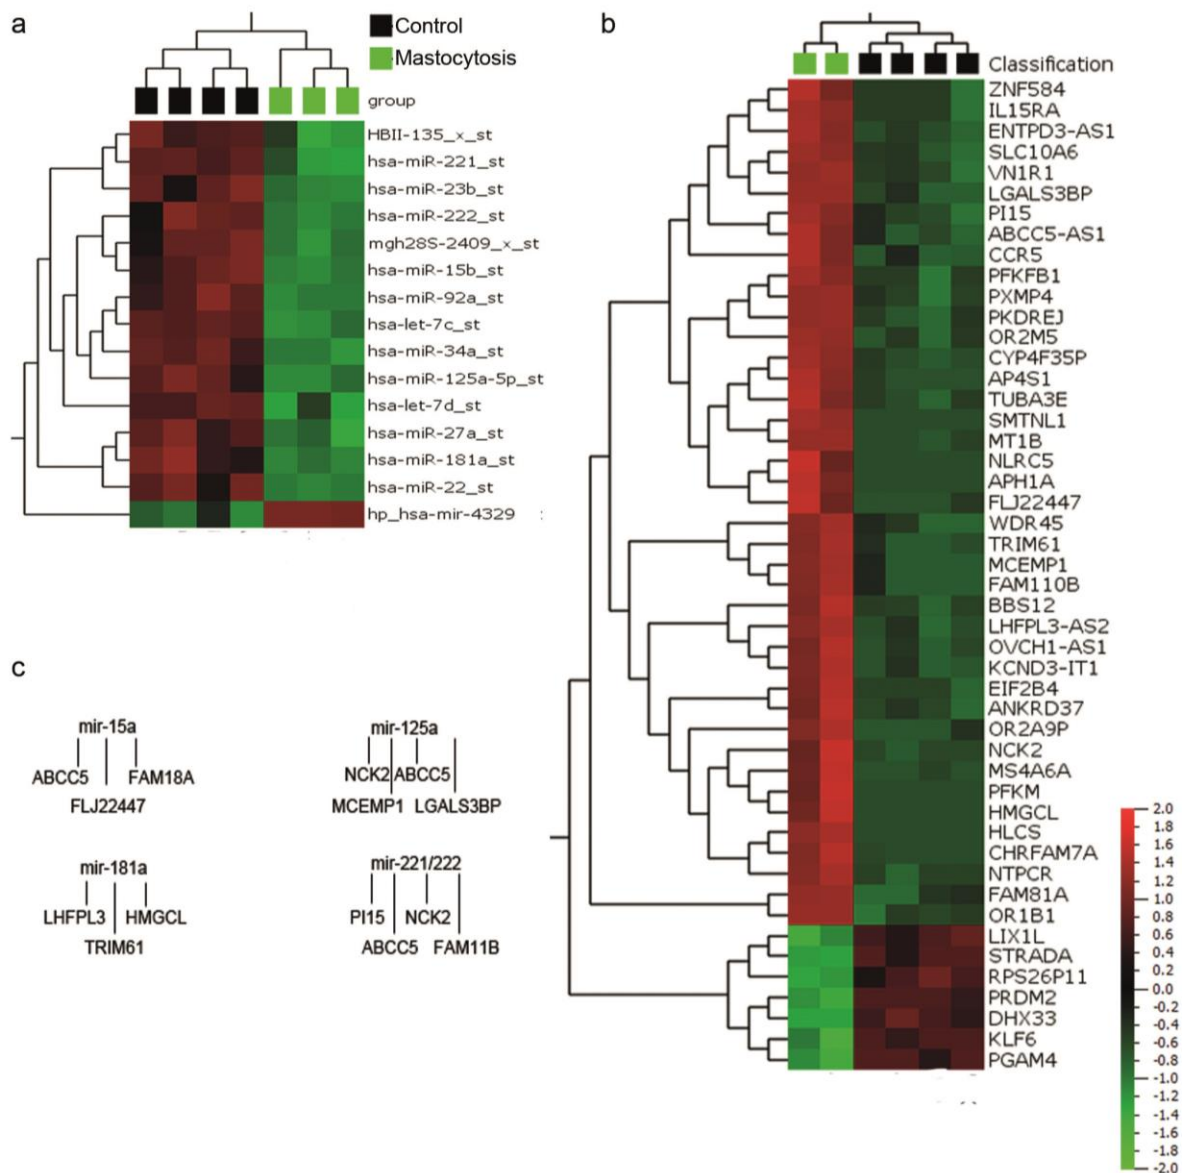 a
Control
Mastocytosis
group
HBII-135_x_st
hsa-miR-221_st
hsa-miR-23b_st
hsa-miR-222_st
mgh28S-2409_x_st
hsa-miR-15b_st
hsa-miR-92a_st
hsa-let-7c_st
hsa-miR-34a_st
hsa-miR-125a-5p_st
hsa-let-7d_st
hsa-miR-27a_st
hsa-miR-181a_st
hsa-miR-22_st
hp_hsa-mir-4329
b
Classification
ZNF584
IL15RA
ENTPD3-AS1
SLC10A6
VN1R1
LGALS3BP
PI15
ABCC5-AS1
CCR5
PFKFB1
PXMP4
PKDREJ
OR2M5
CYP4F35P
AP4S1
TUBA3E
SMTNL1
MT1B
NLRC5
APH1A
FLJ22447
WDR45
TRIM61
MCEMP1
FAM110B
BBS12
LHFPL3-AS2
OVCH1-AS1
KCND3-IT1
EIF2B4
ANKRD37
OR2A9P
NCK2
MS4A6A
PFKM
HMGCL
HLCS
CHRFAM7A
NTPCR
FAM81A
OR1B1
LIX1L
STRADA
RPS26P11
PRDM2
DHX33
KLF6
PGAM4
2.0
1.8
1.6
1.4
1.2
1.0
0.8
0.6
0.4
0.2
0.0
-0.2
-0.4
-0.6
-0.8
-1.0
-1.2
-1.4
-1.6
-1.8
-2.0
c
mir-15a
ABCC5 FAM18A
FLJ22447
mir-125a
NCK2 ABCC5
MCEMP1 LGALS3BP
mir-181a
LHFPL3 HMGCL
TRIM61
mir-221/222
PI15 NCK2
ABCC5 FAM11B